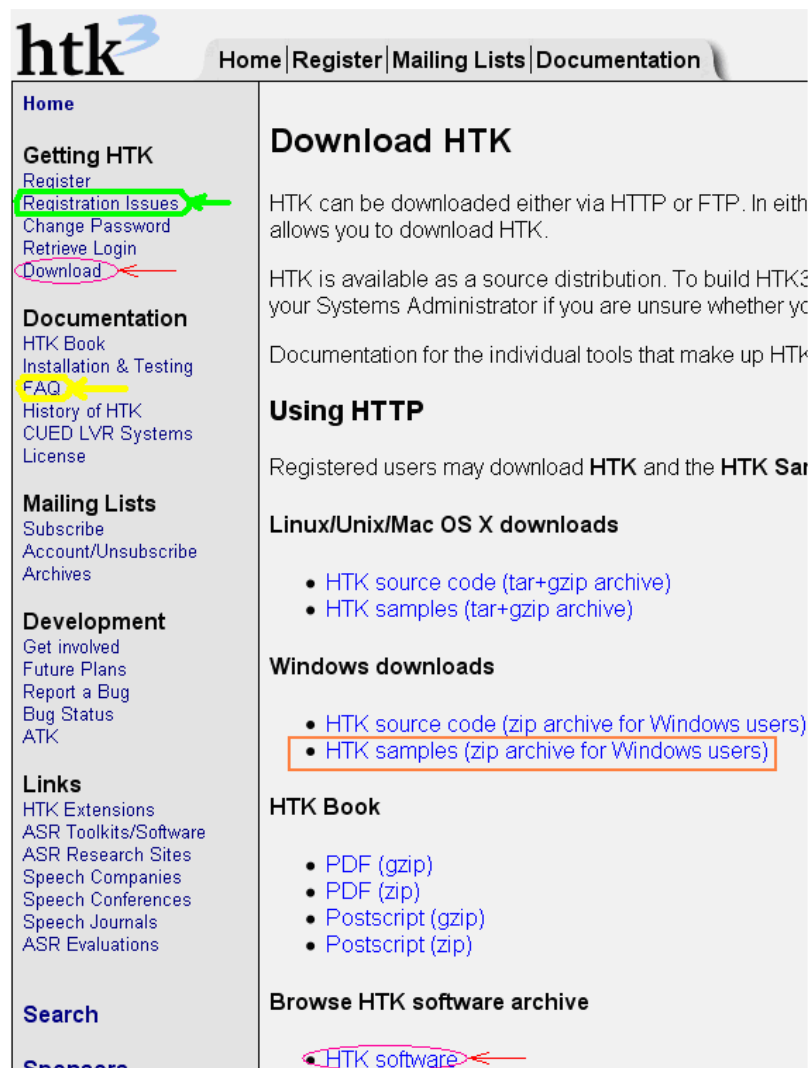 htk3
Home|Register|Mailing Lists|Documentation
Home
Getting HTK
Register
Registration Issues
Change Password
Retrieve Login
Download
Documentation
HTK Book
Installation & Testing
FAQ
History of HTK
CUED LVR Systems
License
Mailing Lists
Subscribe
Account/Unsubscribe
Archives
Development
Get involved
Future Plans
Report a Bug
Bug Status
ATK
Links
HTK Extensions
ASR Toolkits/Software
ASR Research Sites
Speech Companies
Speech Conferences
Speech Journals
ASR Evaluations
Search
Sponsors
Download HTK
HTK can be downloaded either via HTTP or FTP. In
allows you to download HTK.
HTK is available as a source distribution. To build HTK3
your Systems Administrator if you are unsure whether
Documentation for the individual tools that make up HTK
Using HTTP
Registered users may download HTK and the HTK
Linux/Unix/Mac OS X downloads
• HTK source code (tar+gzip archive)
• HTK samples (tar+gzip archive)
Windows downloads
• HTK source code (zip archive for Windows users)
• HTK samples (zip archive for Windows users)
HTK Book
• PDF (gzip)
• PDF (zip)
• Postscript (gzip)
• Postscript (zip)
Browse HTK software archive
• HTK software